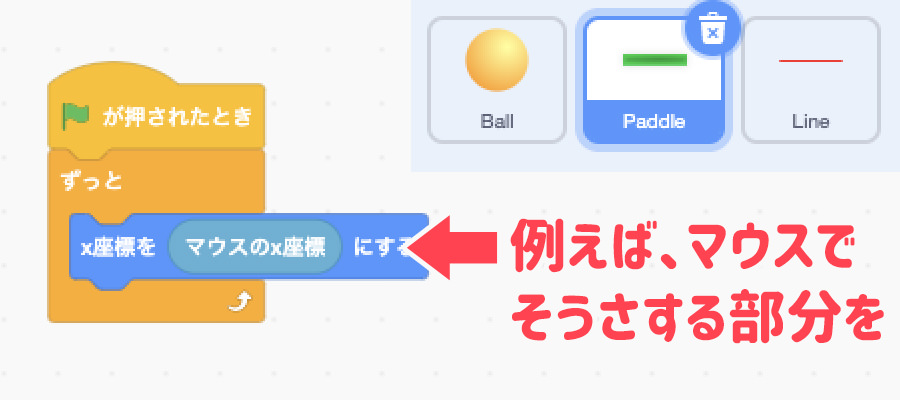 Ball
Paddle
Line
が押されたとき
ずっと
x座標を マウスのx座標 にする
例えば、マウスで
そうさする部分を